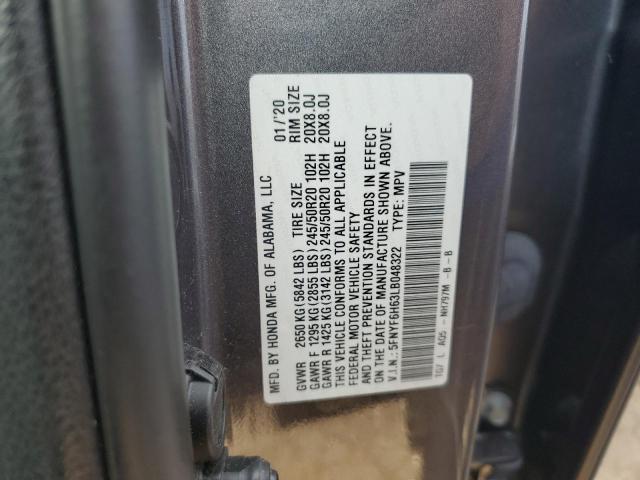 MFD. BY HONDA MFG. OF ALABAMA, LLC 01/'20
GVWR 2650 KG (5842 LBS) TIRE SIZE RIM SIZE
GAWR F 1295 KG (2855 LBS) 245/50R20 102H 20X8.0J
GAWR R 1425 KG (3142 LBS) 245/50R20 102H 20X8.0J
THIS VEHICLE CONFORMS TO ALL APPLICABLE
FEDERAL MOTOR VEHICLE SAFETY
AND THEFT PREVENTION STANDARDS IN EFFECT
ON THE DATE OF MANUFACTURE SHOWN ABOVE.
V.I.N.: 5FNYF6H63LB048322 TYPE: MPV
TG7 L AQ5 - NH797M -B -B